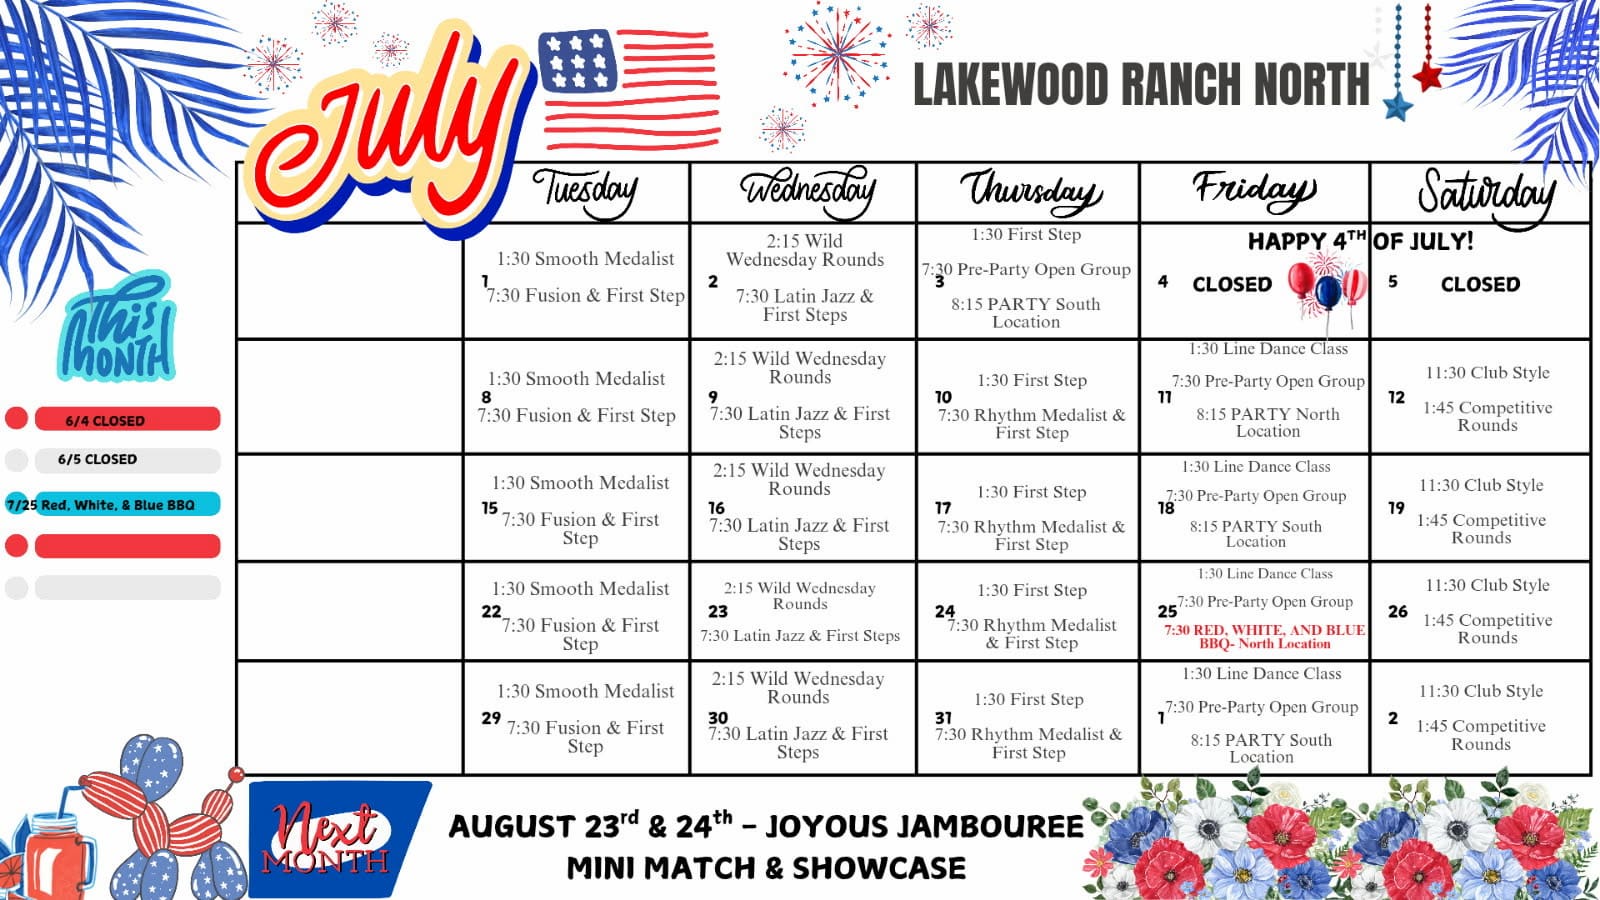 July
LAKEWOOD RANCH NORTH
Tuesday
Wednesday
Thursday
Friday
Saturday
1
1:30 Smooth Medalist
7:30 Fusion & First Step
2
2:15 Wild
Wednesday Rounds
7:30 Latin Jazz &
First Steps
3
1:30 First Step
7:30 Pre-Party Open Group
8:15 PARTY South
Location
HAPPY 4TH OF JULY!
4
CLOSED
5
CLOSED
This
MONTH
6/4 CLOSED
6/5 CLOSED
7/25 Red, White, & Blue BBQ
8
1:30 Smooth Medalist
7:30 Fusion & First Step
9
2:15 Wild Wednesday
Rounds
7:30 Latin Jazz & First
Steps
10
1:30 First Step
7:30 Rhythm Medalist &
First Step
11
1:30 Line Dance Class
7:30 Pre-Party Open Group
8:15 PARTY North
Location
12
11:30 Club Style
1:45 Competitive
Rounds
15
1:30 Smooth Medalist
7:30 Fusion & First
Step
16
2:15 Wild Wednesday
Rounds
7:30 Latin Jazz & First
Steps
17
1:30 First Step
7:30 Rhythm Medalist &
First Step
18
1:30 Line Dance Class
7:30 Pre-Party Open Group
8:15 PARTY South
Location
19
11:30 Club Style
1:45 Competitive
Rounds
22
1:30 Smooth Medalist
7:30 Fusion & First
Step
23
2:15 Wild Wednesday
Rounds
7:30 Latin Jazz & First Steps
24
1:30 First Step
7:30 Rhythm Medalist
& First Step
25
1:30 Line Dance Class
7:30 Pre-Party Open Group
7:30 RED, WHITE, AND BLUE
BBQ- North Location
26
11:30 Club Style
1:45 Competitive
Rounds
29
1:30 Smooth Medalist
7:30 Fusion & First
Step
30
2:15 Wild Wednesday
Rounds
7:30 Latin Jazz & First
Steps
31
1:30 First Step
7:30 Rhythm Medalist &
First Step
1
1:30 Line Dance Class
7:30 Pre-Party Open Group
8:15 PARTY South
Location
2
11:30 Club Style
1:45 Competitive
Rounds
Next
MONTH
AUGUST 23rd & 24th – JOYOUS JAMBOUREE
MINI MATCH & SHOWCASE